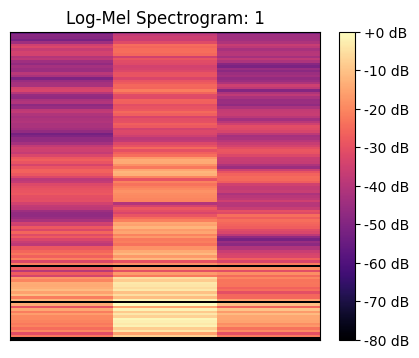 Log-Mel Spectrogram: 1
+0 dB
-10 dB
-20 dB
-30 dB
-40 dB
-50 dB
-60 dB
-70 dB
-80 dB